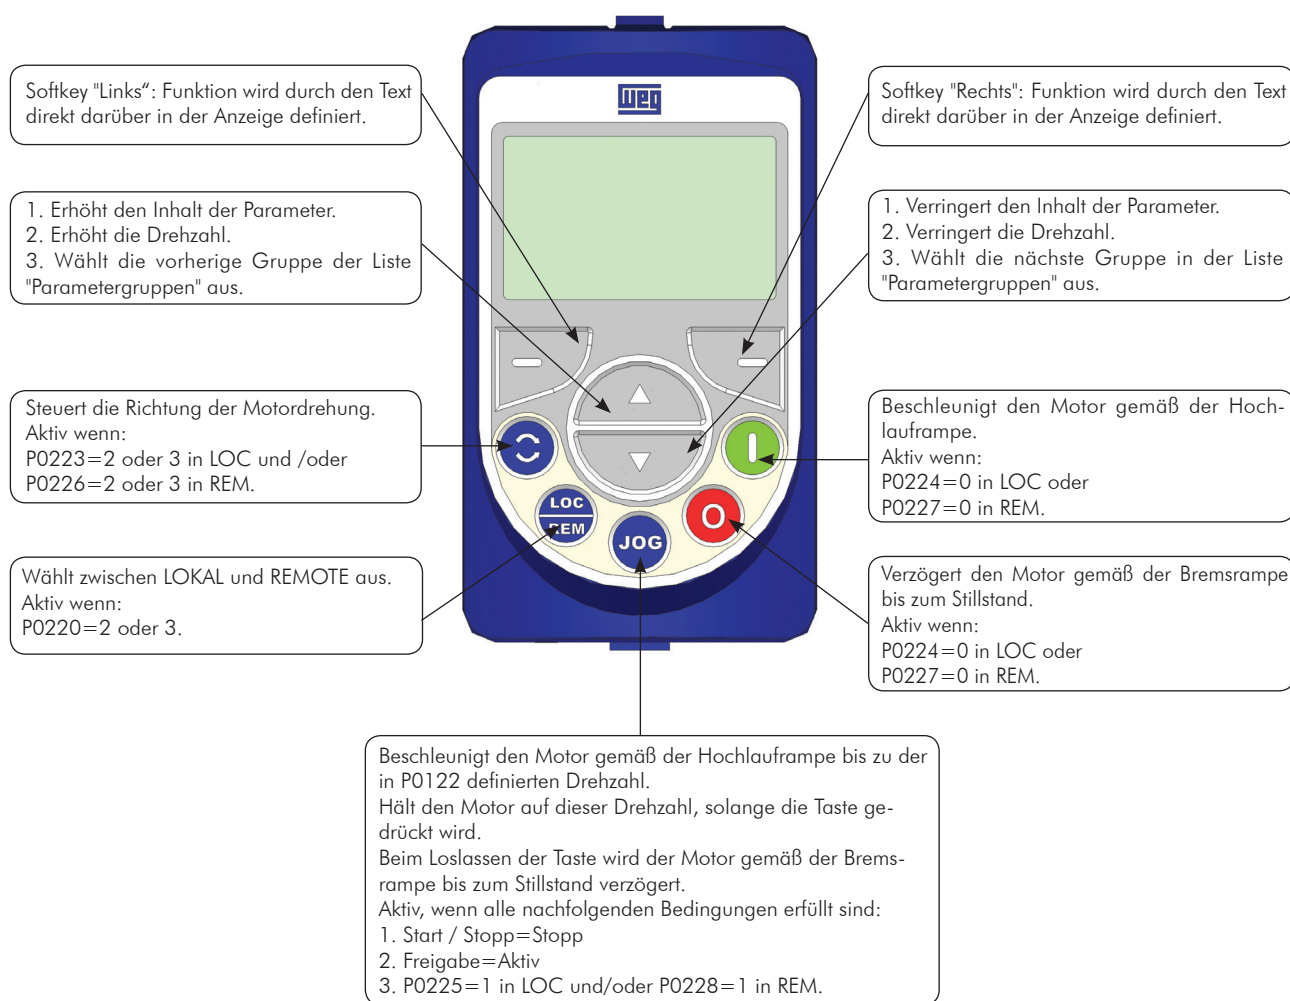 Softkey "Links“: Funktion wird durch den Text
direkt darüber in der Anzeige definiert.
1. Erhöht den Inhalt der Parameter.
2. Erhöht die Drehzahl.
3. Wählt die vorherige Gruppe der Liste
"Parametergruppen" aus.
Steuert die Richtung der Motordrehung.
Aktiv wenn:
P0223=2 oder 3 in LOC und /oder
P0226=2 oder 3 in REM.
Wählt zwischen LOKAL und REMOTE aus.
Aktiv wenn:
P0220=2 oder 3.
weg
LOC
REM
JOG
O
I
Softkey "Rechts": Funktion wird durch den Text
direkt darüber in der Anzeige definiert.
1. Verringert den Inhalt der Parameter.
2. Verringert die Drehzahl.
3. Wählt die nächste Gruppe in der Liste
"Parametergruppen" aus.
Beschleunigt den Motor gemäß der Hoch-
lauframpe.
Aktiv wenn:
P0224=0 in LOC oder
P0227=0 in REM.
Verzögert den Motor gemäß der Bremsrampe
bis zum Stillstand.
Aktiv wenn:
P0224=0 in LOC oder
P0227=0 in REM.
Beschleunigt den Motor gemäß der Hochlauframpe bis zu der
in P0122 definierten Drehzahl.
Hält den Motor auf dieser Drehzahl, solange die Taste ge-
drückt wird.
Beim Loslassen der Taste wird der Motor gemäß der Brems-
rampe bis zum Stillstand verzögert.
Aktiv, wenn alle nachfolgenden Bedingungen erfüllt sind:
1. Start / Stopp=Stopp
2. Freigabe=Aktiv
3. P0225=1 in LOC und/oder P0228=1 in REM.